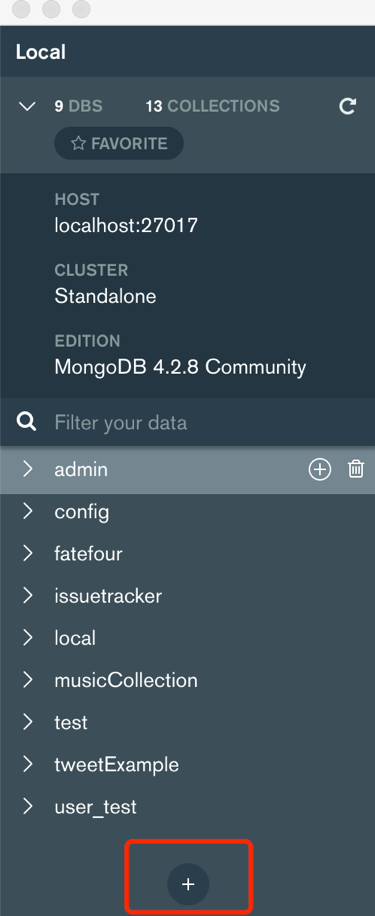 Local
9 DBS 13 COLLECTIONS
FAVORITE
HOST
localhost:27017
CLUSTER
Standalone
EDITION
MongoDB 4.2.8 Community
Filter your data
admin
config
fatefour
issuetracker
local
musicCollection
test
tweetExample
user_test